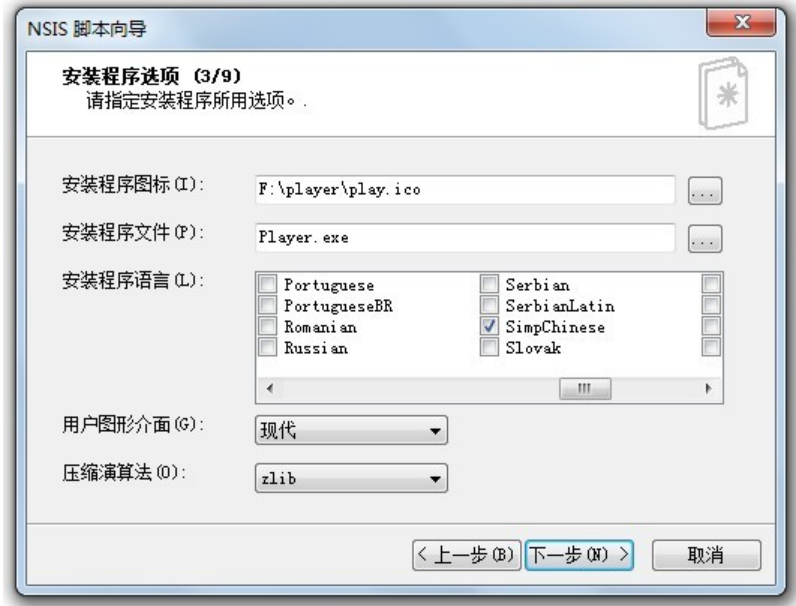 NSIS 脚本向导
安装程序选项 (3/9)
请指定安装程序所用选项。.
安装程序图标(I): F:\player\play.ico ...
安装程序文件(P): Player.exe ...
安装程序语言(L): Portuguese Serbian
PortugueseBR SerbianLatin
Romanian SimpChinese
Russian Slovak
用户图形介面(G): 现代
压缩演算法(O): zlib
< 上一步(B) 下一步(N) > 取消